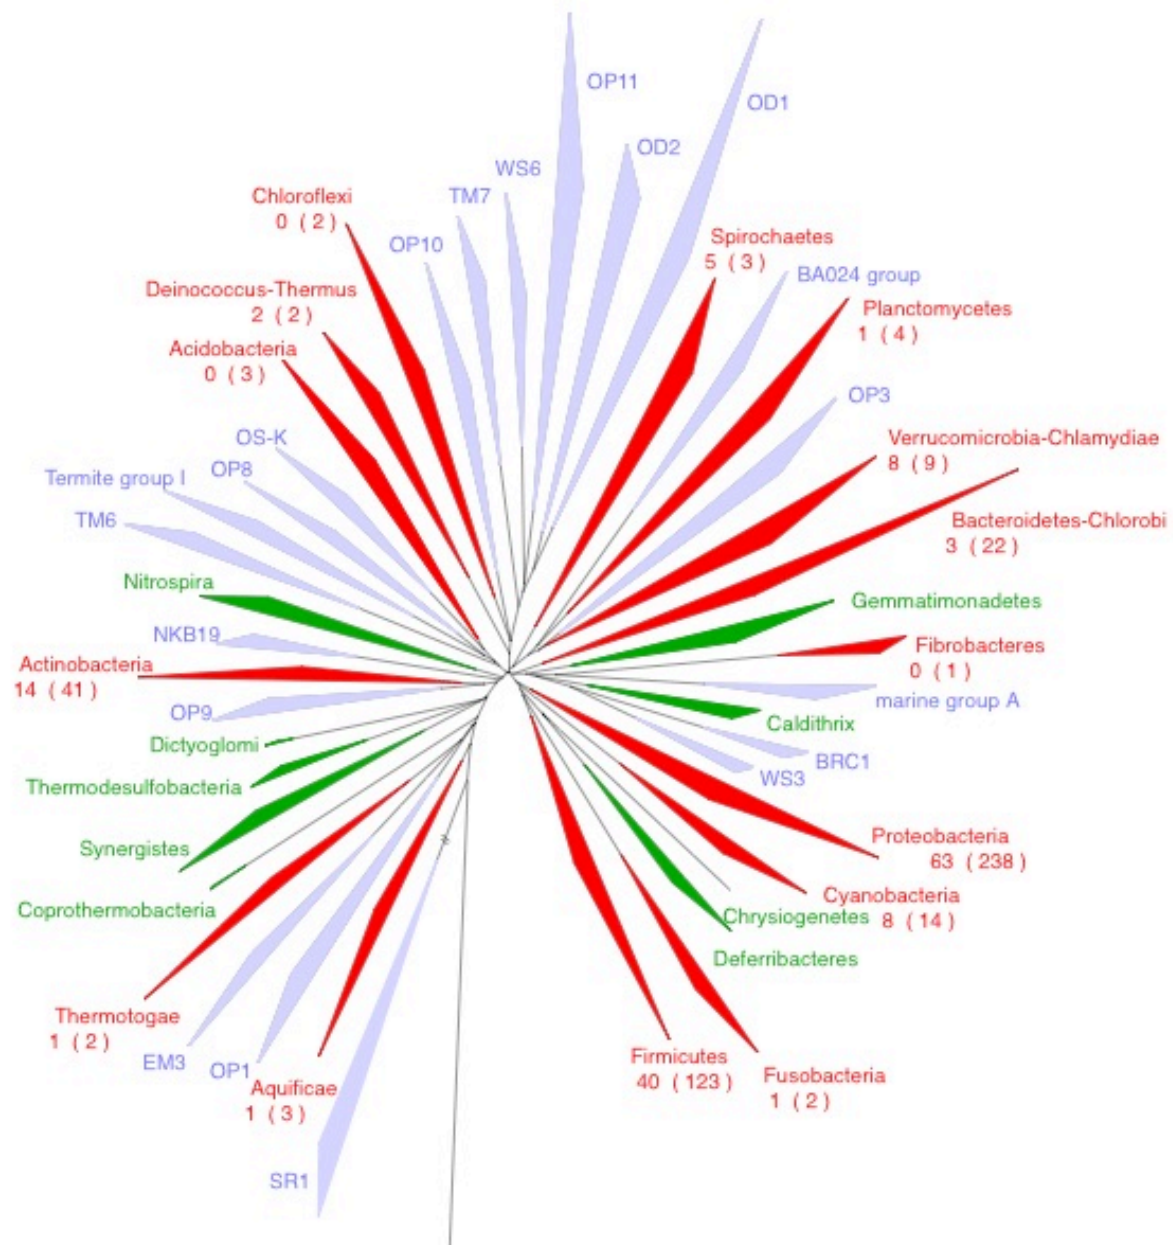 OP11
OD1
OD2
WS6
TM7
Chloroflexi
0 ( 2 )
OP10
Spirochaetes
5 ( 3 )
BA024 group
Deinococcus-Thermus
2 ( 2 )
Planctomycetes
1 ( 4 )
Acidobacteria
0 ( 3 )
OP3
OS-K
Verrucomicrobia-Chlamydiae
8 ( 9 )
OP8
Termite group I
TM6
Bacteroidetes-Chlorobi
3 ( 22 )
Nitrospira
Gemmatimonadetes
NKB19
Fibrobacteres
0 ( 1 )
Actinobacteria
14 ( 41 )
marine group A
OP9
Caldithrix
Dictyoglomi
BRC1
WS3
Thermodesulfobacteria
Proteobacteria
63 ( 238 )
Synergistes
Cyanobacteria
8 ( 14 )
Coprothermobacteria
Chrysiogenetes
Deferribacteres
Thermotogae
1 ( 2 )
EM3
OP1
Firmicutes
40 ( 123 )
Fusobacteria
1 ( 2 )
Aquificae
1 ( 3 )
SR1